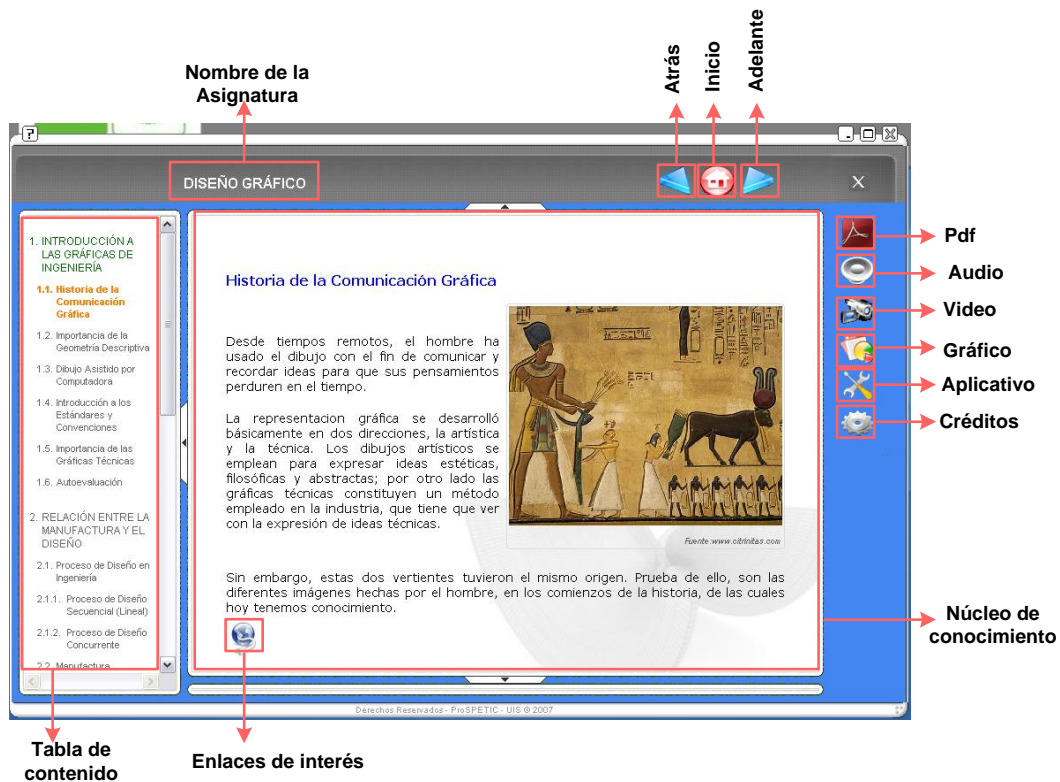 Nombre de la
Asignatura
Atrás
Inicio
Adelante
?
DISEÑO GRÁFICO
X
1. INTRODUCCIÓN A
LAS GRÁFICAS DE
INGENIERÍA
1.1. Historia de la
Comunicación
Gráfica
1.2. Importancia de la
Geometría Descriptiva
1.3. Dibujo Asistido por
Computadora
1.4. Introducción a los
Estándares y
Convenciones
1.5. Importancia de las
Gráficas Técnicas
1.6. Autoevaluación
2. RELACIÓN ENTRE LA
MANUFACTURA Y EL
DISEÑO
2.1. Proceso de Diseño en
Ingeniería
2.1.1. Proceso de Diseño
Secuencial (Lineal)
2.1.2. Proceso de Diseño
Concurrente
2.2. Manufactura
Historia de la Comunicación Gráfica
Desde tiempos remotos, el hombre ha
usado el dibujo con el fin de comunicar y
recordar ideas para que sus pensamientos
perduren en el tiempo.
La representacion gráfica se desarrolló
básicamente en dos direcciones, la artística
y la técnica. Los dibujos artísticos se
emplean para expresar ideas estéticas,
filosóficas y abstractas; por otro lado las
gráficas técnicas constituyen un método
empleado en la industria, que tiene que ver
con la expresión de ideas técnicas.
Fuente :www.citrinitas.com
Sin embargo, estas dos vertientes tuvieron el mismo origen. Prueba de ello, son las
diferentes imágenes hechas por el hombre, en los comienzos de la historia, de las cuales
hoy tenemos conocimiento.
Pdf
Audio
Video
Gráfico
Aplicativo
Créditos
Núcleo de
conocimiento
Derechos Reservados - ProSPETIC - UIS © 2007
Tabla de
contenido
Enlaces de interés